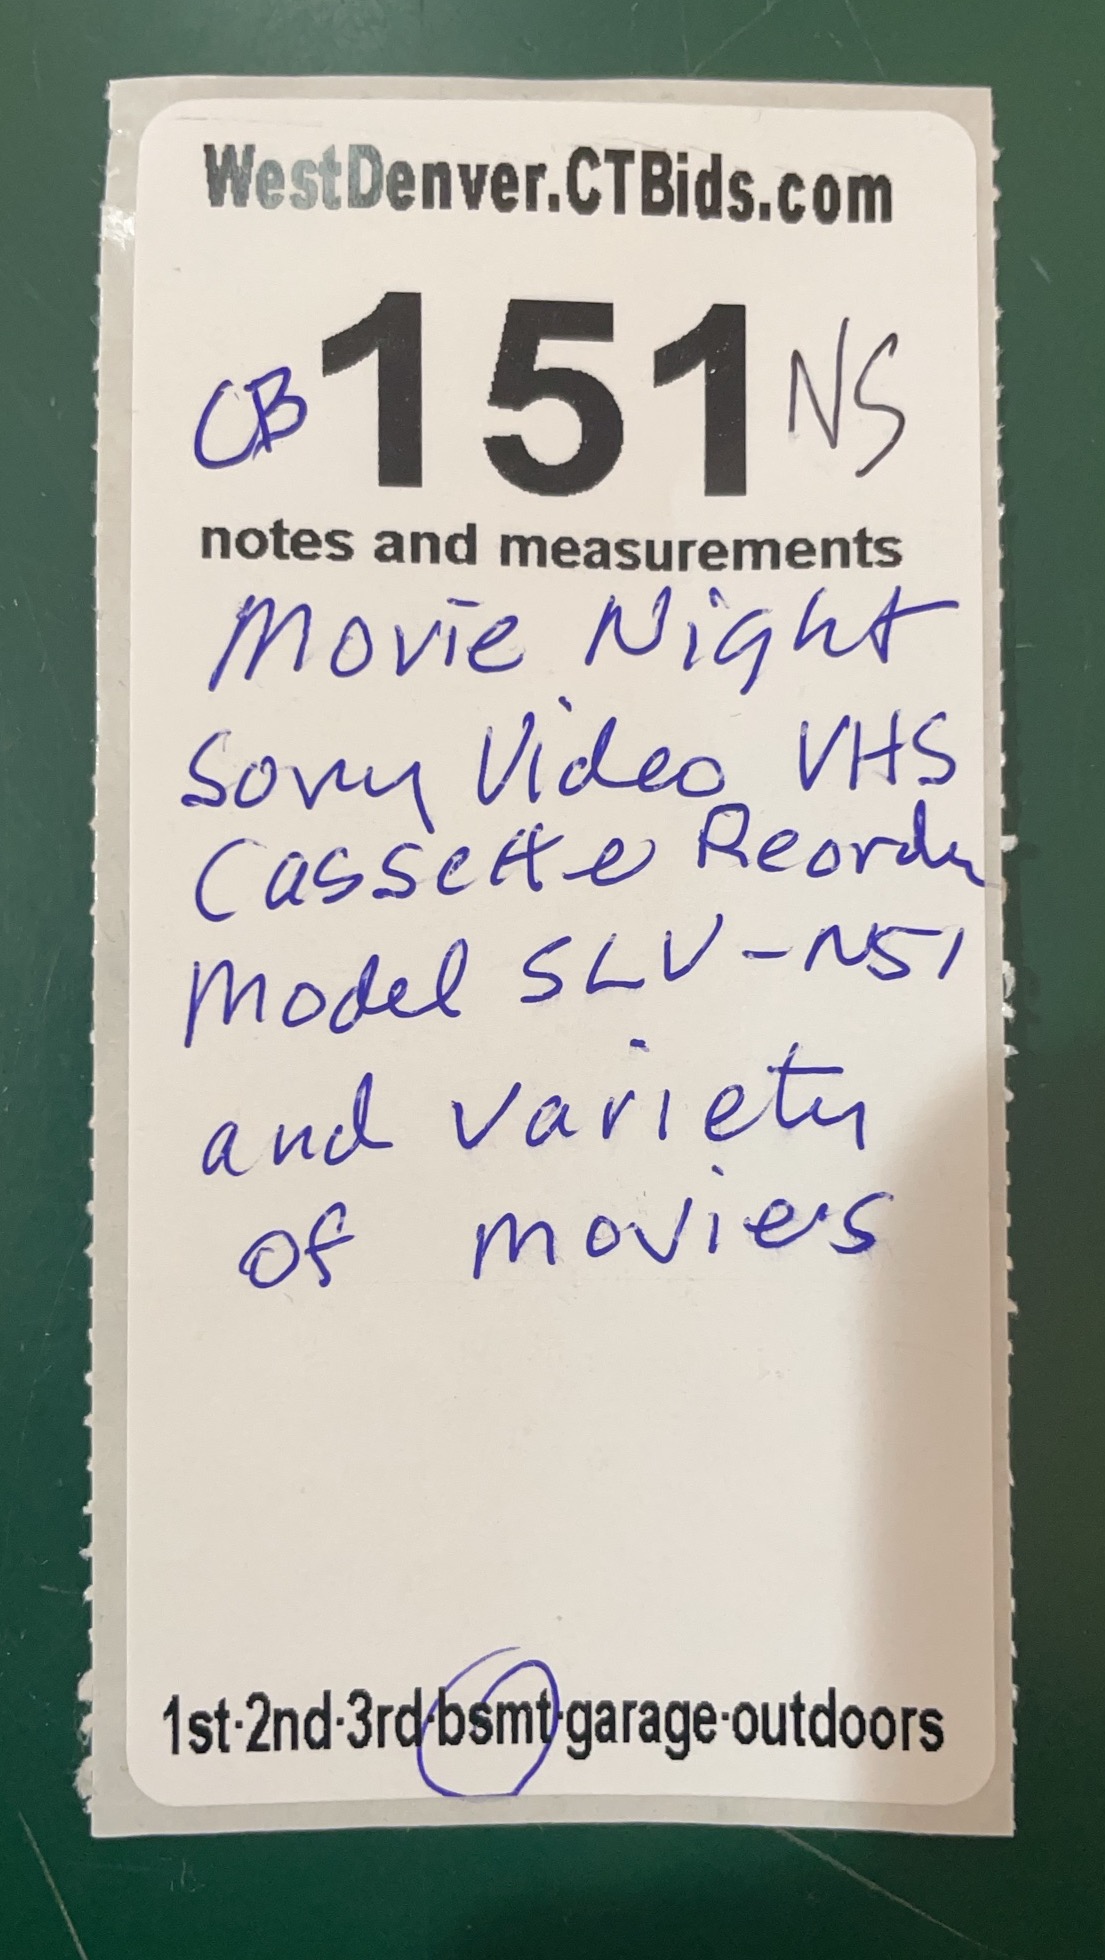 WestDenver.CTBids.com
CB 151 NS
notes and measurements
Movie Night
Sony Video VHS
Cassette Reorder
Model SLV-N51
and variety
of movies
1st·2nd·3rd·bsmt·garage·outdoors